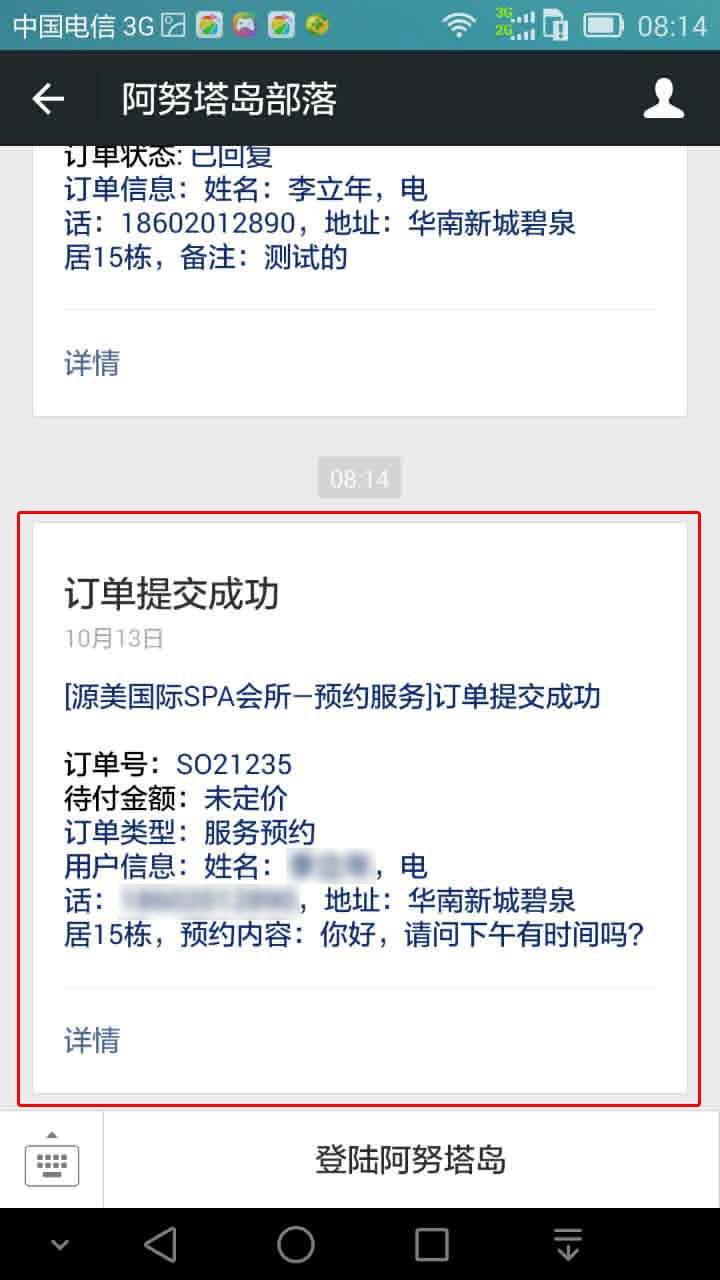 中国电信 3G 3G 2G 08:14
阿努塔岛部落
订单状态: 已回复
订单信息：姓名：李立年，电
话：18602012890，地址：华南新城碧泉
居15栋，备注：测试的
详情
08:14
订单提交成功
10月13日
[源美国际SPA会所—预约服务]订单提交成功
订单号：SO21235
待付金额：未定价
订单类型：服务预约
用户信息：姓名：，电
话：，地址：华南新城碧泉
居15栋，预约内容：你好，请问下午有时间吗?
详情
登陆阿努塔岛